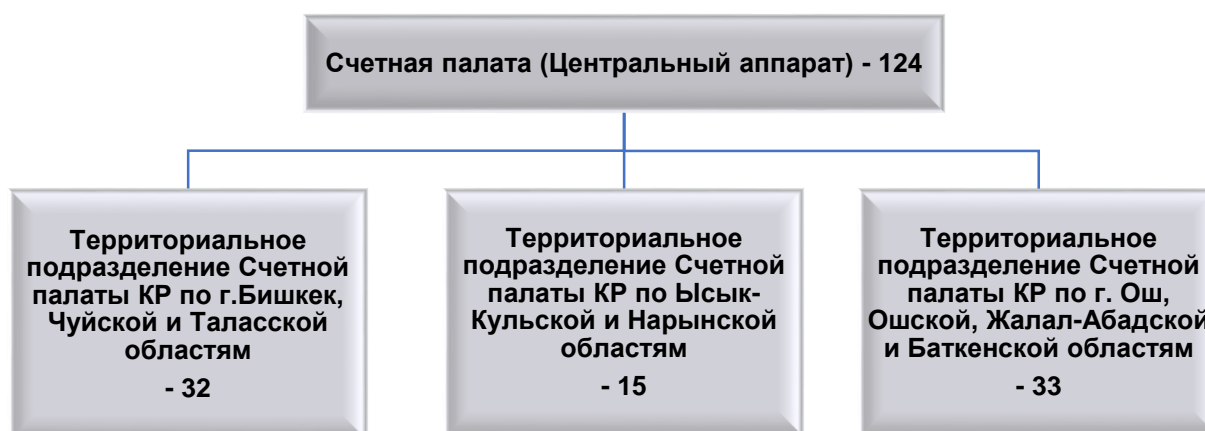 Счетная палата (Центральный аппарат) - 124
Территориальное
подразделение Счетной
палаты КР по г.Бишкек,
Чуйской и Таласской
областям
- 32
Территориальное
подразделение Счетной
палаты КР по Ысык-
Кульской и Нарынской
областям
- 15
Территориальное
подразделение Счетной
палаты КР по г. Ош,
Ошской, Жалал-Абадской
и Баткенской областям
- 33